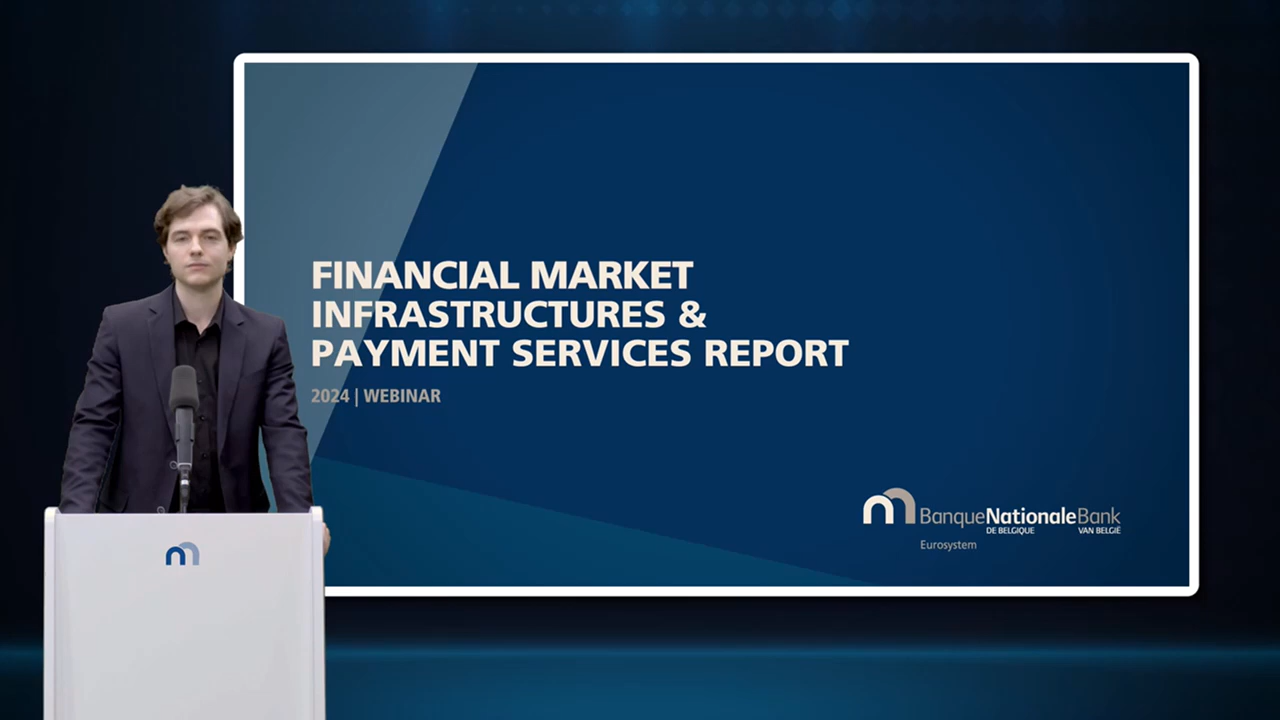 FINANCIAL MARKET
INFRASTRUCTURES &
PAYMENT SERVICES REPORT
2024 | WEBINAR
BanqueNationaleBank
DE BELGIQUE VAN BELGIË
Eurosystem